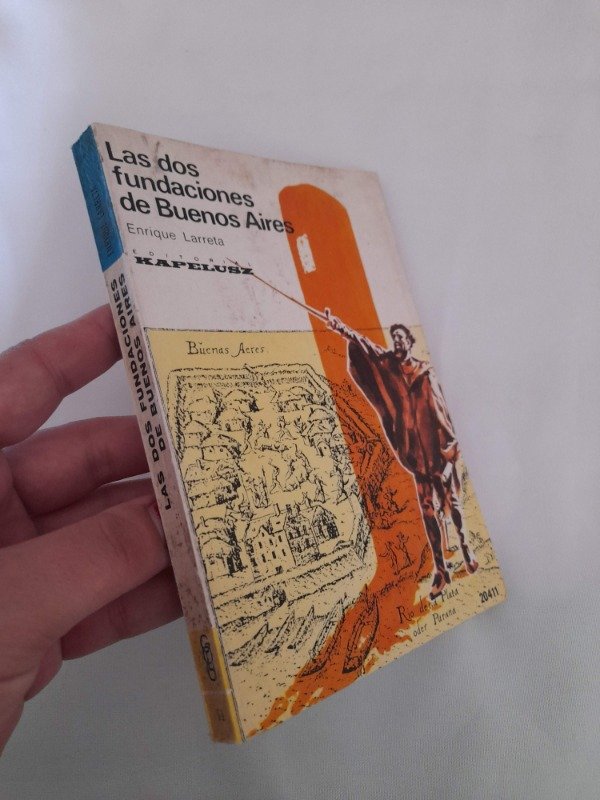 Las dos
fundaciones
de Buenos Aires
Enrique Larreta
EDITORIAL
KAPELUSZ
Buenas Aeres.
Rio de la Plata
oder Parana
20411
LAS DOS FUNDACIONES
DE BUENOS AIRES